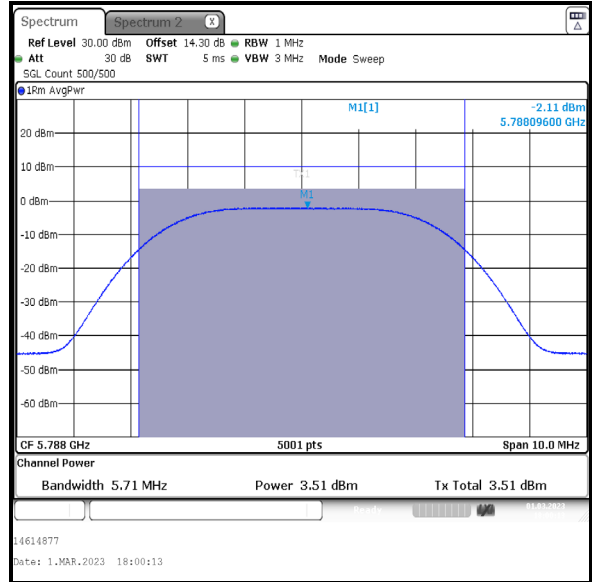 Spectrum Spectrum 2 X
Ref Level 30.00 dBm Offset 14.30 dB RBW 1 MHz
Att 30 dB SWT 5 ms VBW 3 MHz Mode Sweep
SGL Count 500/500
1Rm AvgPwr
M1[1] -2.11 dBm
5.78809600 GHz
20 dBm
10 dBm
M1
0 dBm
-10 dBm
-20 dBm
-30 dBm
-40 dBm
-50 dBm
-60 dBm
CF 5.788 GHz 5001 pts Span 10.0 MHz
Channel Power
Bandwidth 5.71 MHz Power 3.51 dBm Tx Total 3.51 dBm
Ready 01.03.2023
14614877
Date: 1.MAR.2023 18:00:13